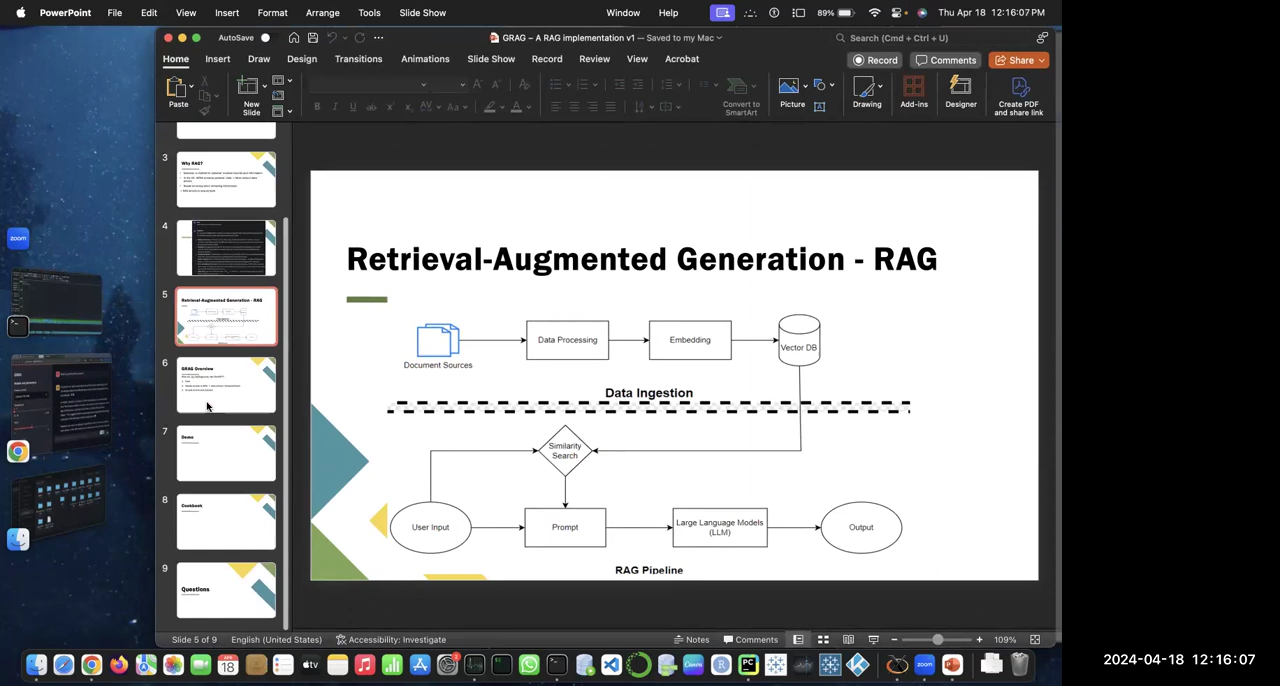 PowerPoint File Edit View Insert Format Arrange Tools Slide Show Window Help 89% Thu Apr 18 12:16:07 PM
AutoSave GRAG – A RAG implementation v1 — Saved to my Mac Search (Cmd + Ctrl + U)
Home Insert Draw Design Transitions Animations Slide Show Record Review View Acrobat Record Comments Share
Paste New Slide Convert to SmartArt Picture Drawing Add-ins Designer Create PDF and share link
3
Why RAG?
4
5
Retrieval-Augmented Generation - RAG
6
GRAG Overview
7
Demo
8
Cookbook
9
Questions
zoom
Retrieval-Augmented Generation - RAG
Document Sources
Data Processing
Embedding
Vector DB
Data Ingestion
Similarity
Search
User Input
Prompt
Large Language Models
(LLM)
Output
RAG Pipeline
Slide 5 of 9 English (United States) Accessibility: Investigate Notes Comments 109%
APR
18
tv
zoom
2024-04-18 12:16:07